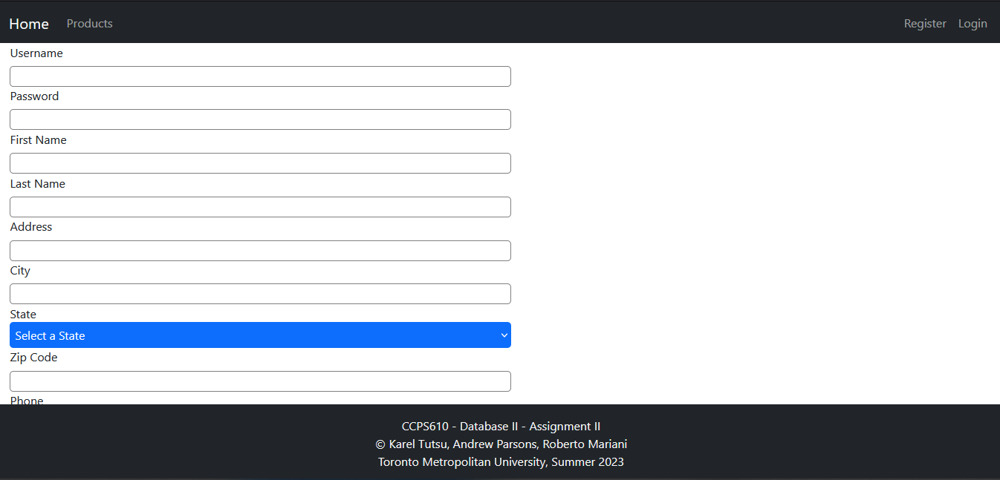 Home Products Register Login
Username
Password
First Name
Last Name
Address
City
State
Select a State
Zip Code
Phone
CCPS610 - Database II - Assignment II
© Karel Tutsu, Andrew Parsons, Roberto Mariani
Toronto Metropolitan University, Summer 2023